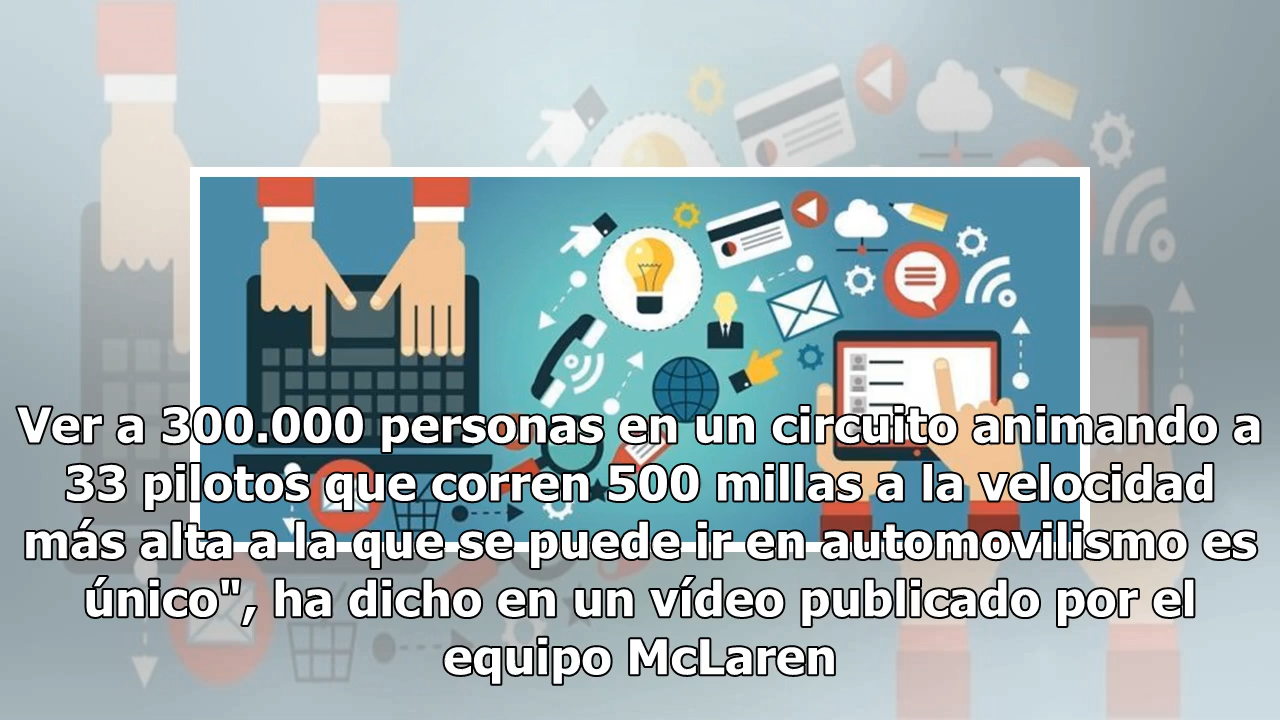 Ver a 300.000 personas en un circuito animando a
33 pilotos que corren 500 millas a la velocidad
más alta a la que se puede ir en automovilismo es
único", ha dicho en un vídeo publicado por el
equipo McLaren